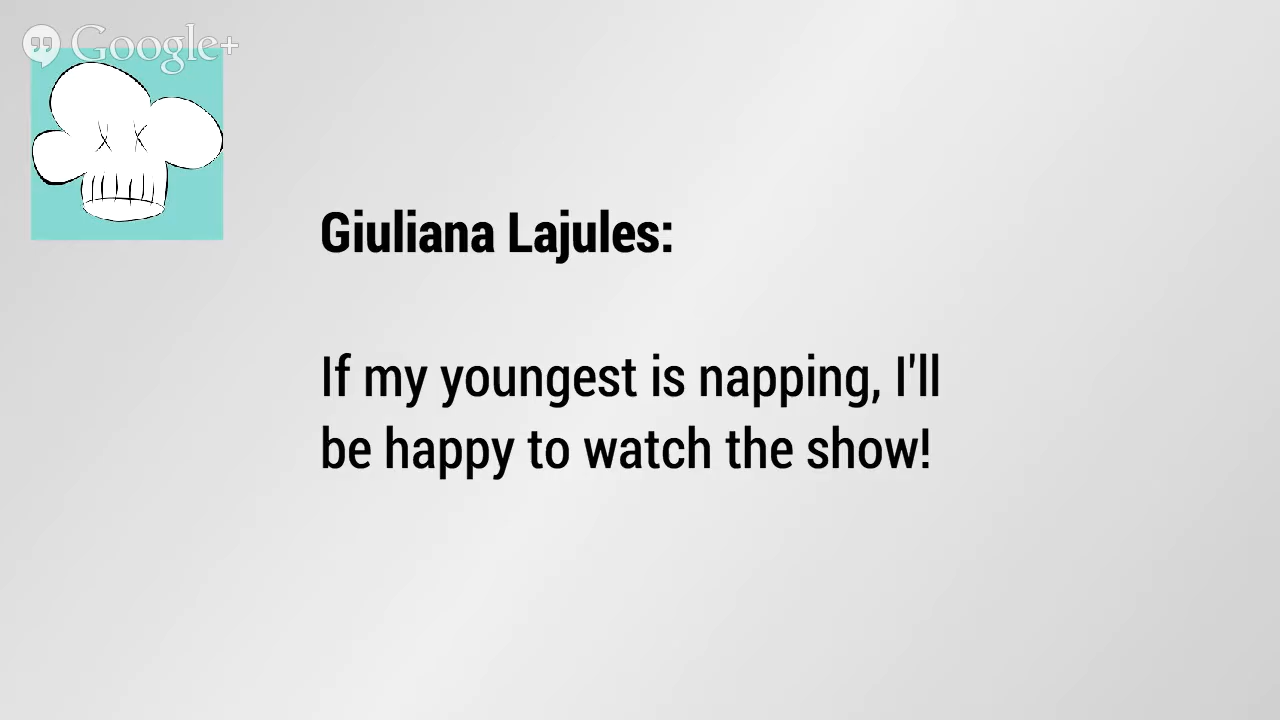 Google+
Giuliana Lajules:
If my youngest is napping, I'll
be happy to watch the show!